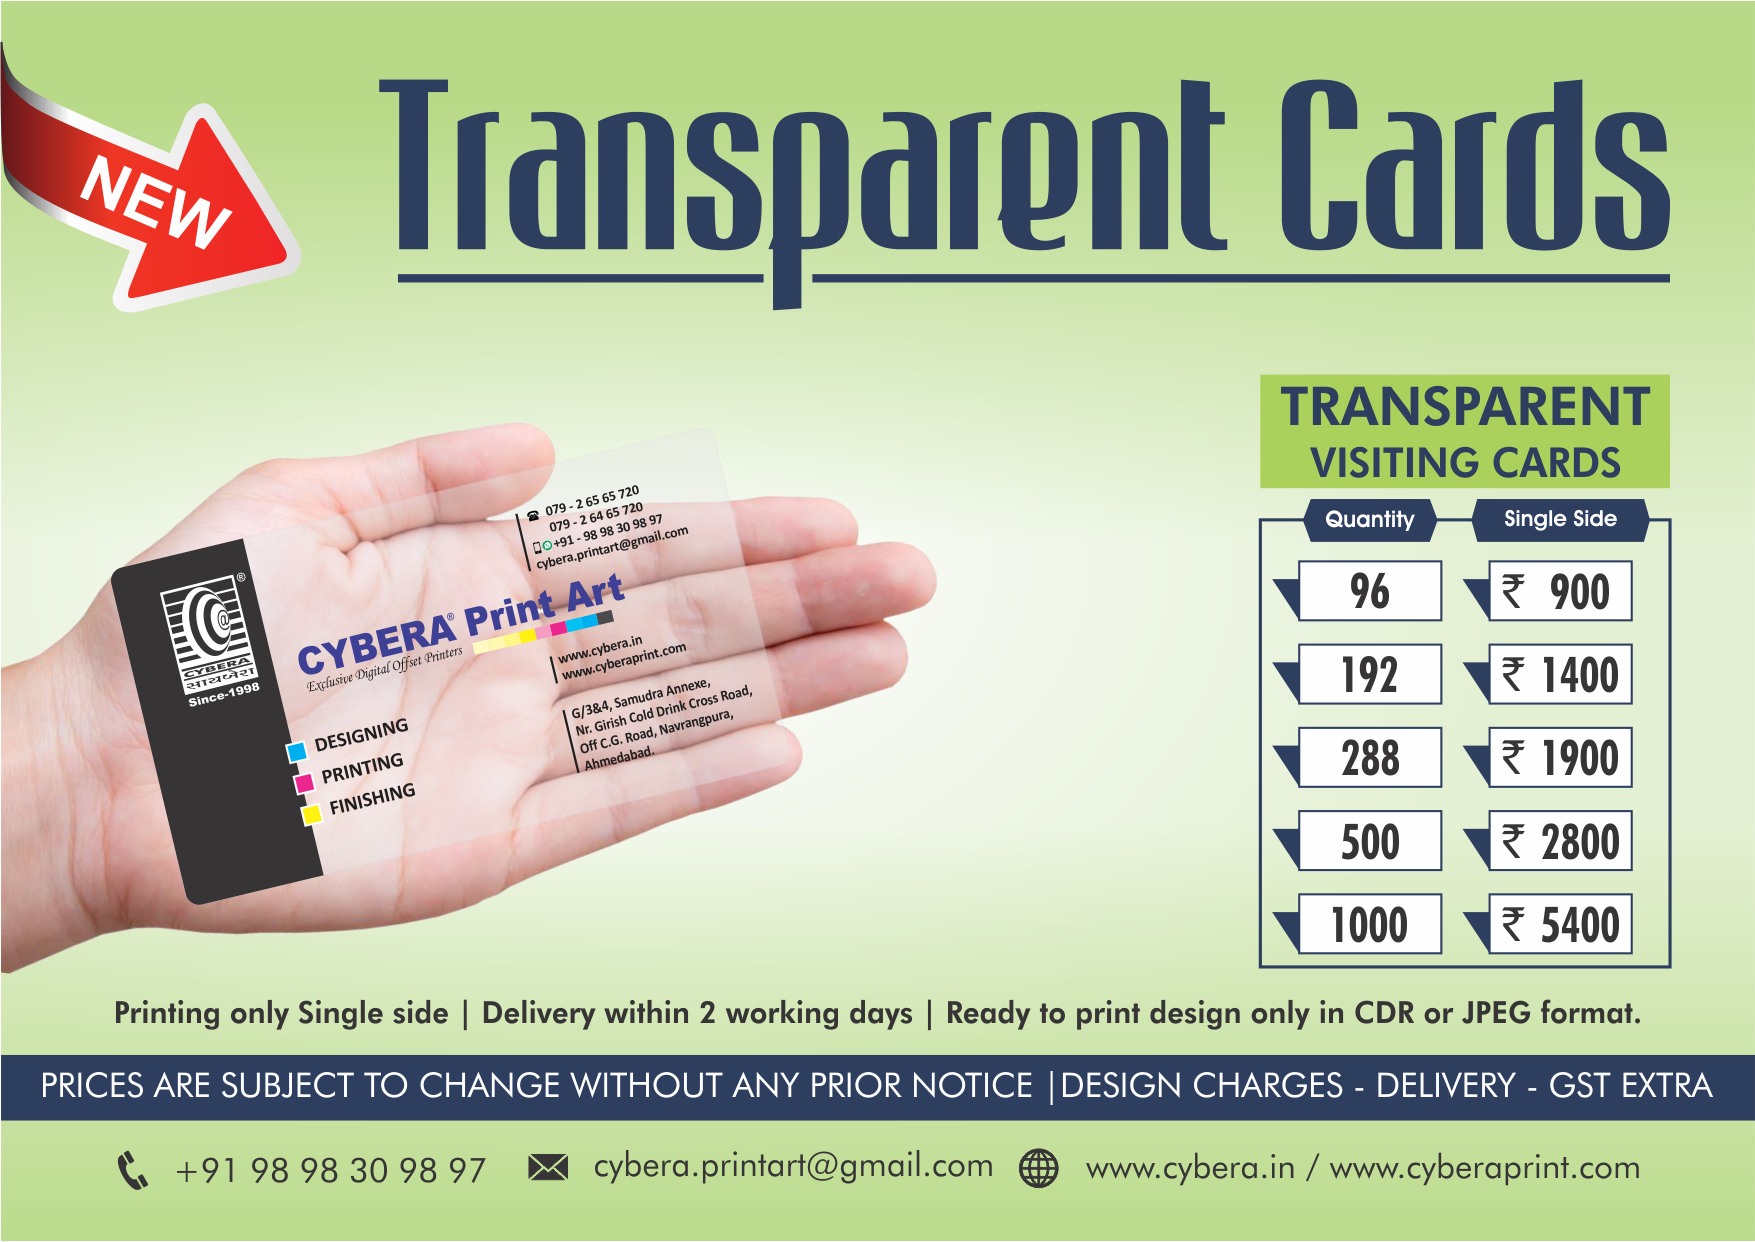 NEW
Transparent Cards
®
CYBERA
સાયબેરા
Since-1998
079 - 2 65 65 720
079 - 2 64 65 720
+91 - 98 98 30 98 97
cybera.printart@gmail.com
CYBERA® Print Art
Exclusive Digital Offset Printers
www.cybera.in
www.cyberaprint.com
G/3&4, Samudra Annexe,
Nr. Girish Cold Drink Cross Road,
Off C.G. Road, Navrangpura,
Ahmedabad.
DESIGNING
PRINTING
FINISHING
TRANSPARENT
VISITING CARDS
Quantity Single Side
96 ₹ 900
192 ₹ 1400
288 ₹ 1900
500 ₹ 2800
1000 ₹ 5400
Printing only Single side | Delivery within 2 working days | Ready to print design only in CDR or JPEG format.
PRICES ARE SUBJECT TO CHANGE WITHOUT ANY PRIOR NOTICE |DESIGN CHARGES - DELIVERY - GST EXTRA
+91 98 98 30 98 97 cybera.printart@gmail.com www.cybera.in / www.cyberaprint.com